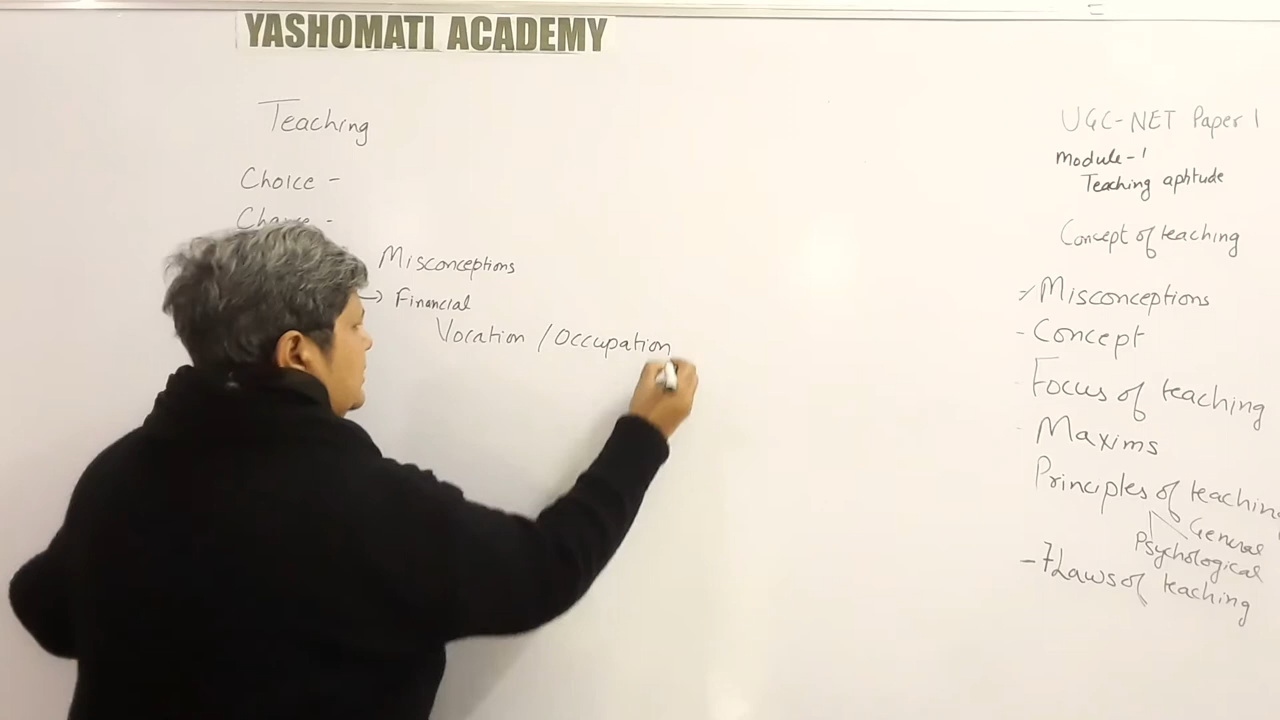 YASHOMATI ACADEMY
Teaching
Choice -
Misconceptions
→ Financial
Vocation / Occupation
UGC-NET Paper 1
Module-1
Teaching aptitude
Concept of teaching
Misconceptions
- Concept
- Focus of teaching
- Maxims
Principles of teaching
General
Psychological
- 7 Laws of teaching